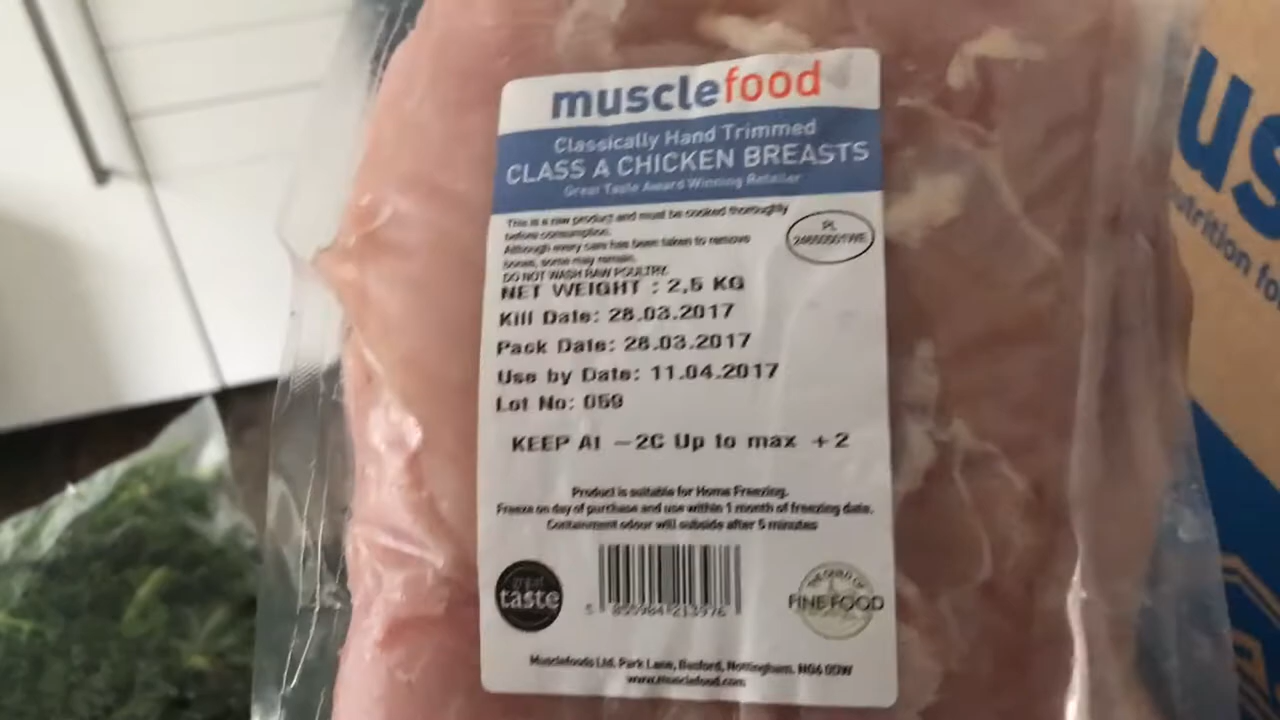 musclefood
Classically Hand Trimmed
CLASS A CHICKEN BREASTS
Great Taste Award Winning Retailer
This is a raw product and must be cooked thoroughly
before consumption.
Although every care has been taken to remove
bones, some may remain.
DO NOT WASH RAW POULTRY.
PL
WE
NET WEIGHT : 2,5 KG
Kill Date: 28.03.2017
Pack Date: 28.03.2017
Use by Date: 11.04.2017
Lot No: 059
KEEP At -2C Up to max +2
Product is suitable for Home Freezing.
Freeze on day of purchase and use within 1 month of freezing date.
Containment odour will subside after 5 minutes
great
taste
FINE FOOD
Musclefoods Ltd. Park Lane, Basford, Nottingham. NG6 0DW
www.musclefood.com
us
utrition fo